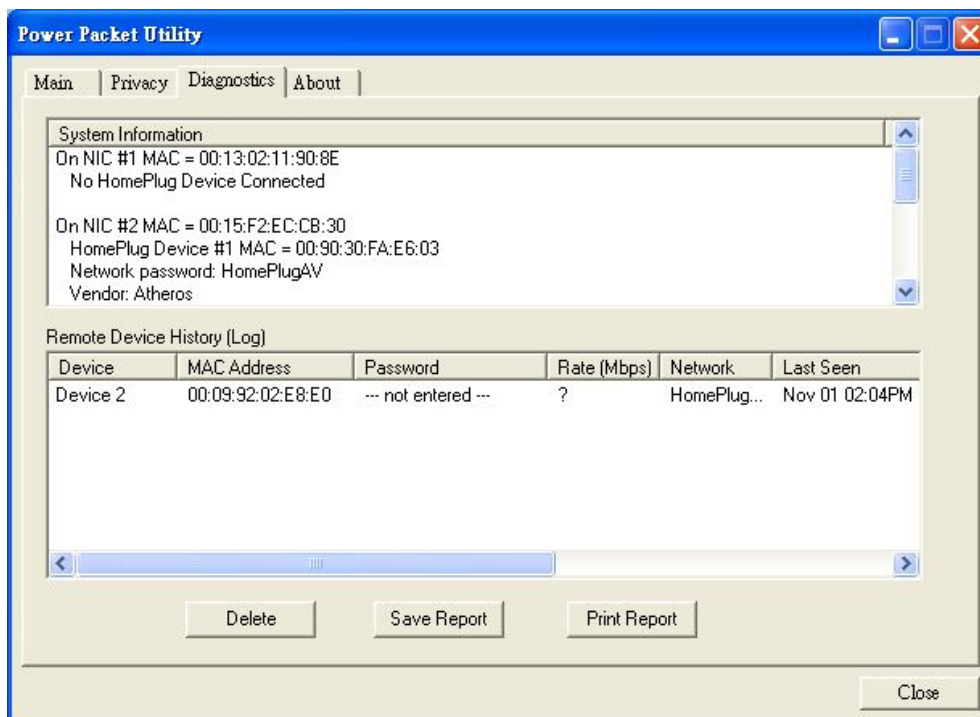 Power Packet Utility
Main Privacy Diagnostics About
System Information
On NIC #1 MAC = 00:13:02:11:90:8E
No HomePlug Device Connected
On NIC #2 MAC = 00:15:F2:EC:CB:30
HomePlug Device #1 MAC = 00:90:30:FA:E6:03
Network password: HomePlugAV
Vendor: Atheros
Remote Device History (Log)
Device MAC Address Password Rate (Mbps) Network Last Seen
Device 2 00:09:92:02:E8:E0 --- not entered --- ? HomePlug... Nov 01 02:04PM
Delete Save Report Print Report
Close